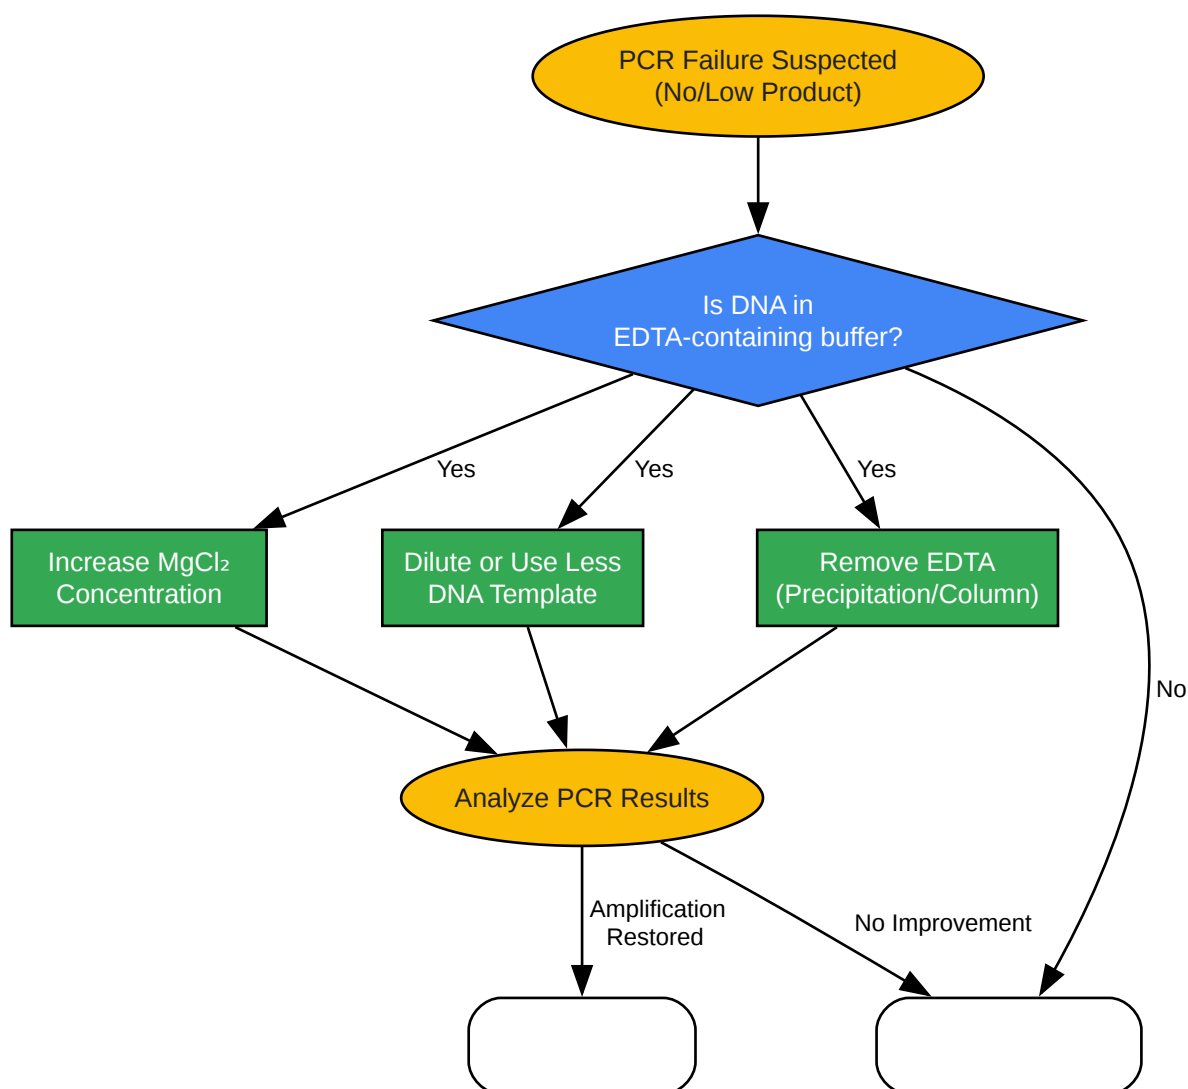 PCR Failure Suspected
(No/Low Product)
Is DNA in
EDTA-containing buffer?
Yes
Yes
Yes
Increase MgCl₂
Concentration
Dilute or Use Less
DNA Template
Remove EDTA
(Precipitation/Column)
No
Analyze PCR Results
Amplification
Restored
No Improvement